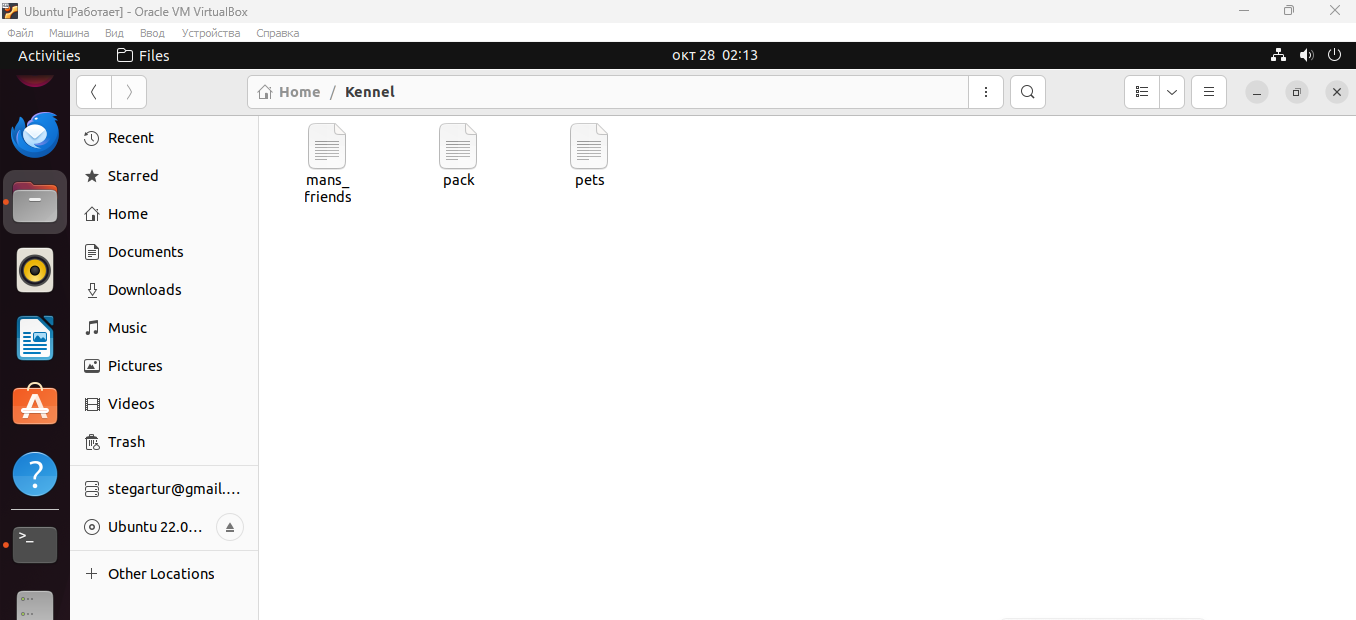 Ubuntu [Работает] - Oracle VM VirtualBox
Файл Машина Вид Ввод Устройства Справка
Activities Files окт 28 02:13
Home / Kennel
Recent
Starred
Home
Documents
Downloads
Music
Pictures
Videos
Trash
stegartur@gmail....
Ubuntu 22.0...
Other Locations
mans_
friends
pack
pets